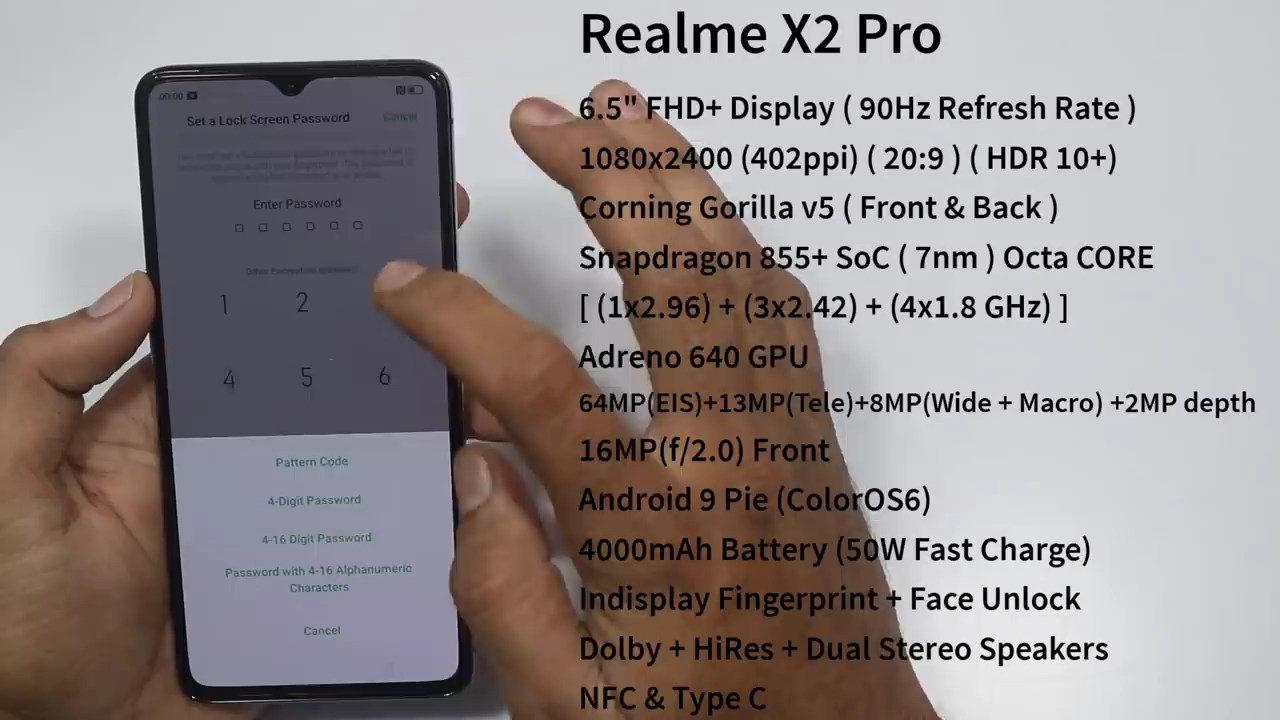 Realme X2 Pro
6.5" FHD+ Display ( 90Hz Refresh Rate )
1080x2400 (402ppi) ( 20:9 ) ( HDR 10+)
Corning Gorilla v5 ( Front & Back )
Snapdragon 855+ SoC ( 7nm ) Octa CORE
[ (1x2.96) + (3x2.42) + (4x1.8 GHz) ]
Adreno 640 GPU
64MP(EIS)+13MP(Tele)+8MP(Wide + Macro) +2MP depth
16MP(f/2.0) Front
Android 9 Pie (ColorOS6)
4000mAh Battery (50W Fast Charge)
Indisplay Fingerprint + Face Unlock
Dolby + HiRes + Dual Stereo Speakers
NFC & Type C
00:00
Set a Lock Screen Password
Cancel
Enter Password
1 2
4 5 6
Pattern Code
4-Digit Password
4-16 Digit Password
Password with 4-16 Alphanumeric
Characters
Cancel